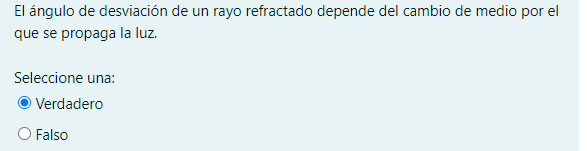 El ángulo de desviación de un rayo refractado depende del cambio de medio por el
que se propaga la luz.
Seleccione una:
Verdadero
Falso